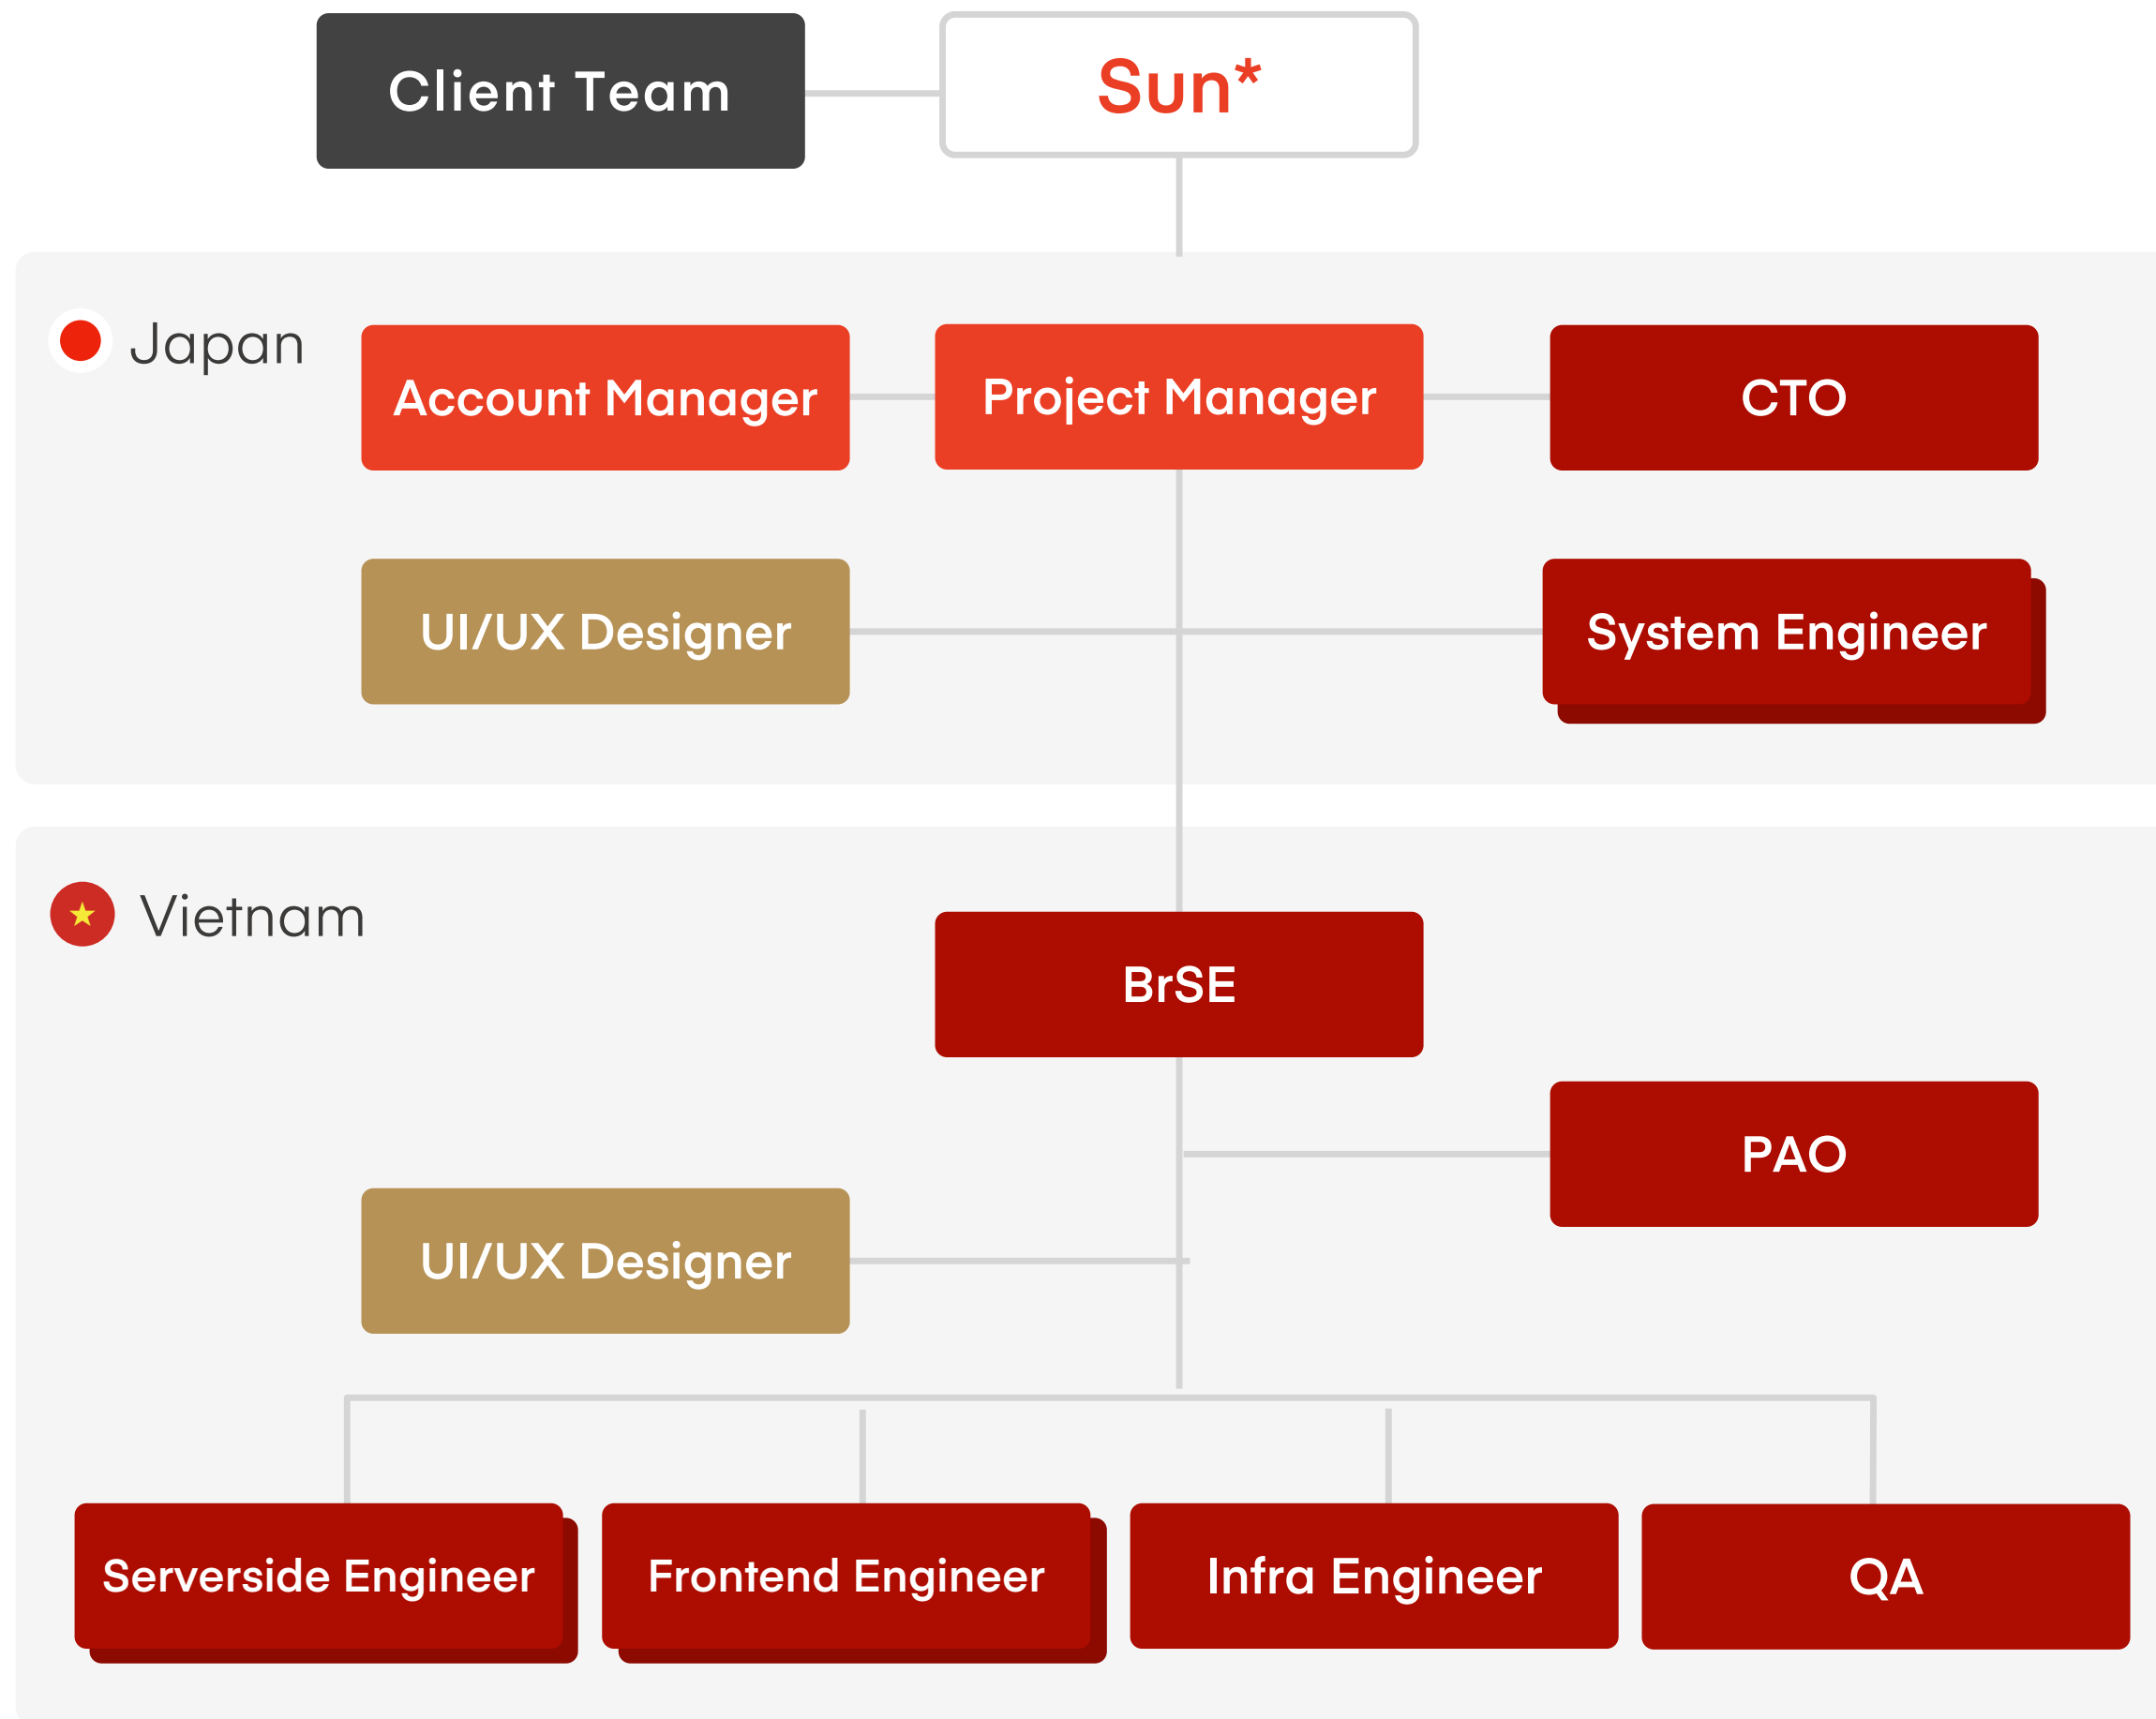 Client Team
Sun*
Japan
Account Manager
Project Manager
CTO
UI/UX Designer
System Engineer
Vietnam
BrSE
PAO
UI/UX Designer
Serverside Engineer
Frontend Engineer
Infra Engineer
QA